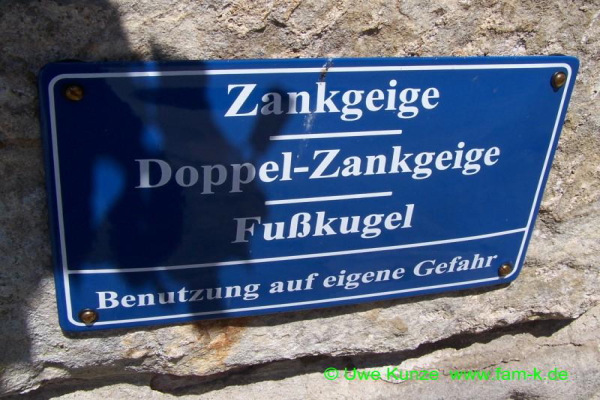 Zankgeige
Doppel-Zankgeige
Fußkugel
Benutzung auf eigene Gefahr
© Uwe Kunze www.fam-k.de